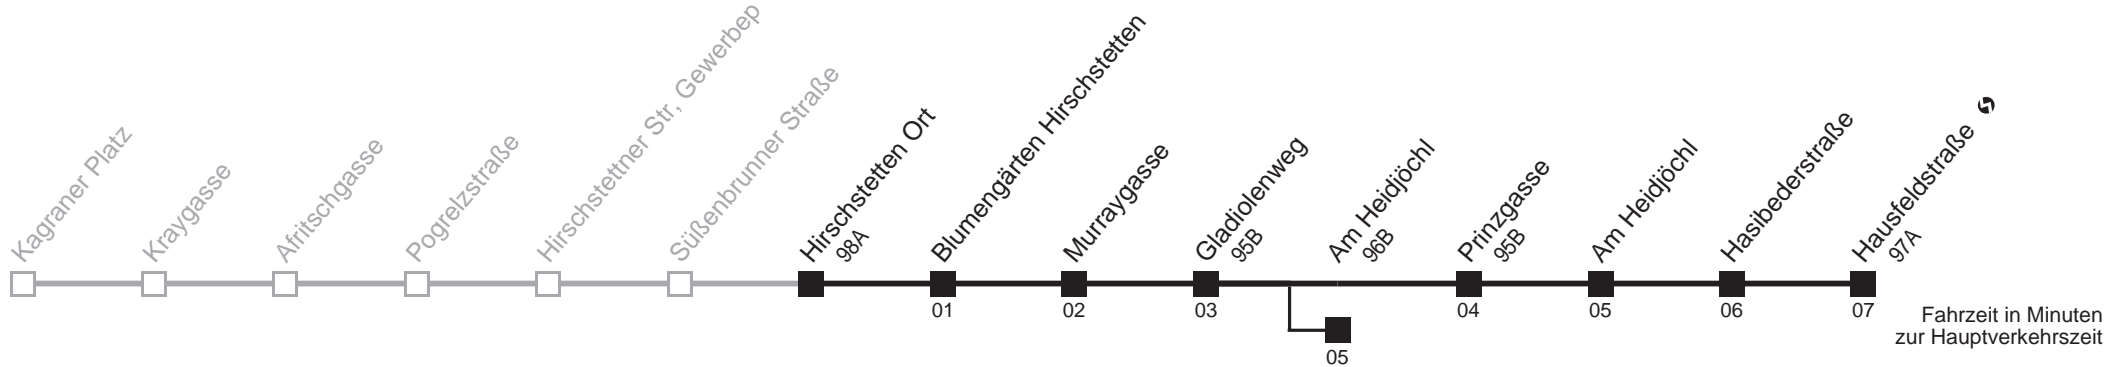 Kagraner Platz
Kraygasse
Afritschgasse
Pogrelzstraße
Hirschstettner Str, Gewerbep
Süßenbrunner Straße
Hirschstetten Ort
98A
Blumengärten Hirschstetten
Murraygasse
Gladiolenweg
95B
Am Heidjöchl
96B
Prinzgasse
95B
Am Heidjöchl
Hasibederstraße
Hausfeldstraße
97A
01
02
03
04
05
06
07
05
Fahrzeit in Minuten
zur Hauptverkehrszeit